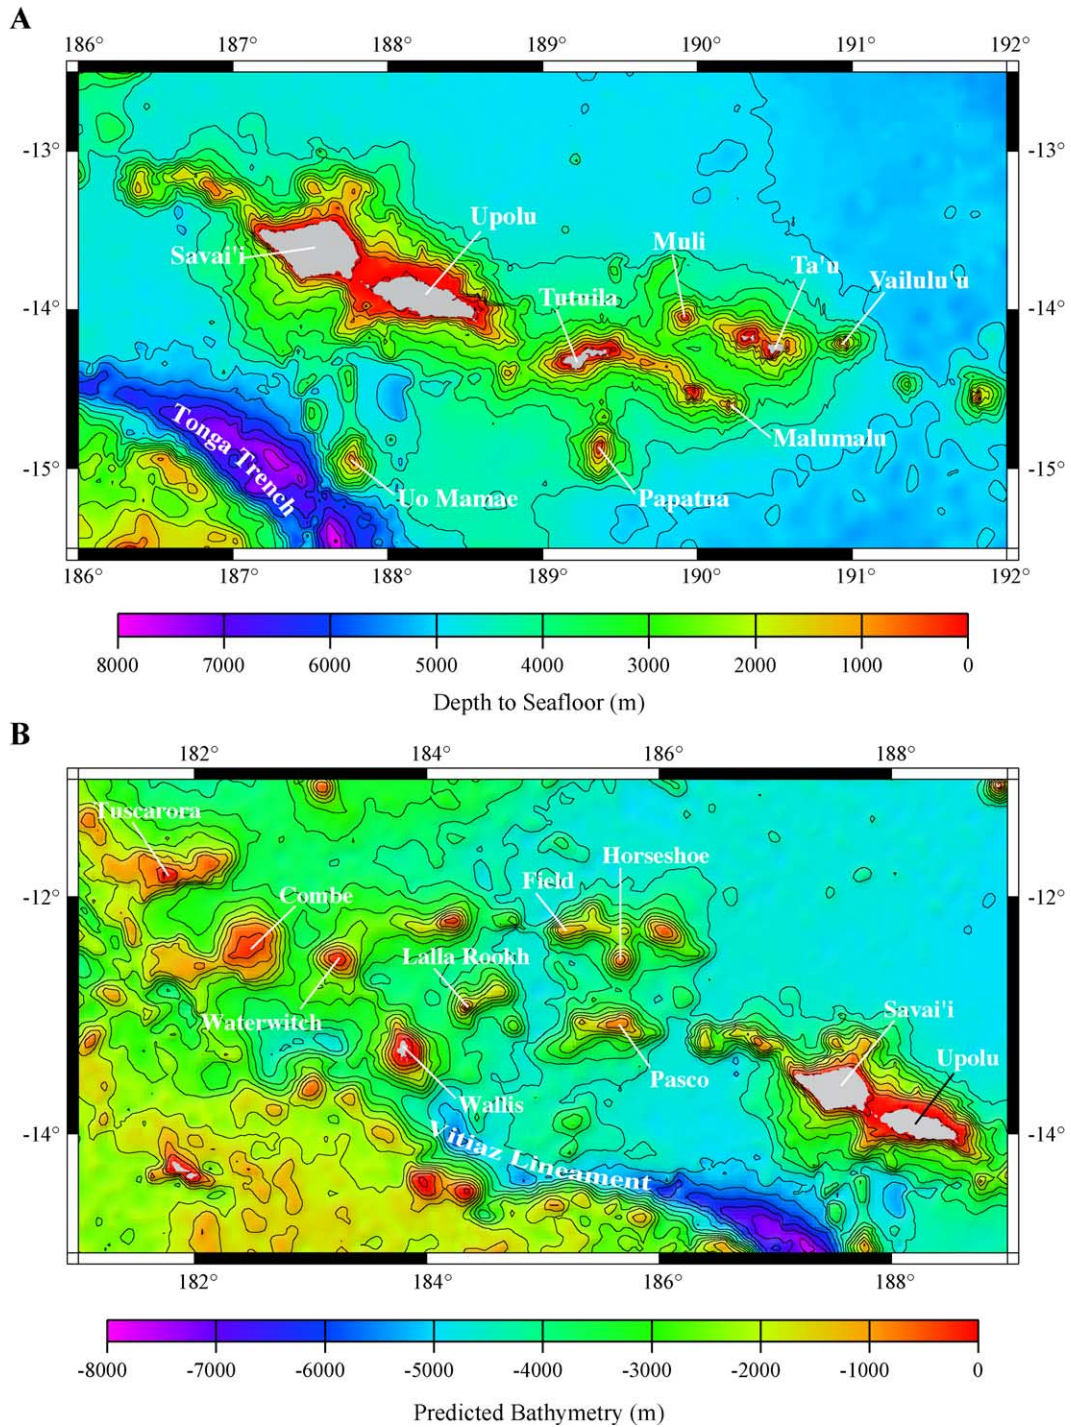 A
186° 187° 188° 189° 190° 191° 192°
-13° -13°
Upolu
Savai'i
Muli
Ta'u
Vailulu'u
Tutuila
-14° -14°
Tonga Trench
Malumalu
-15° -15°
Uo Mamae
Papatua
186° 187° 188° 189° 190° 191° 192°
8000 7000 6000 5000 4000 3000 2000 1000 0
Depth to Seafloor (m)
B
182° 184° 186° 188°
Tuscarora
Horseshoe
Field
-12° -12°
Combe
Lalla Rookh
Savai'i
Waterwitch
Upolu
Pasco
Wallis
-14° -14°
Vitiaz Lineament
182° 184° 186° 188°
-8000 -7000 -6000 -5000 -4000 -3000 -2000 -1000 0
Predicted Bathymetry (m)